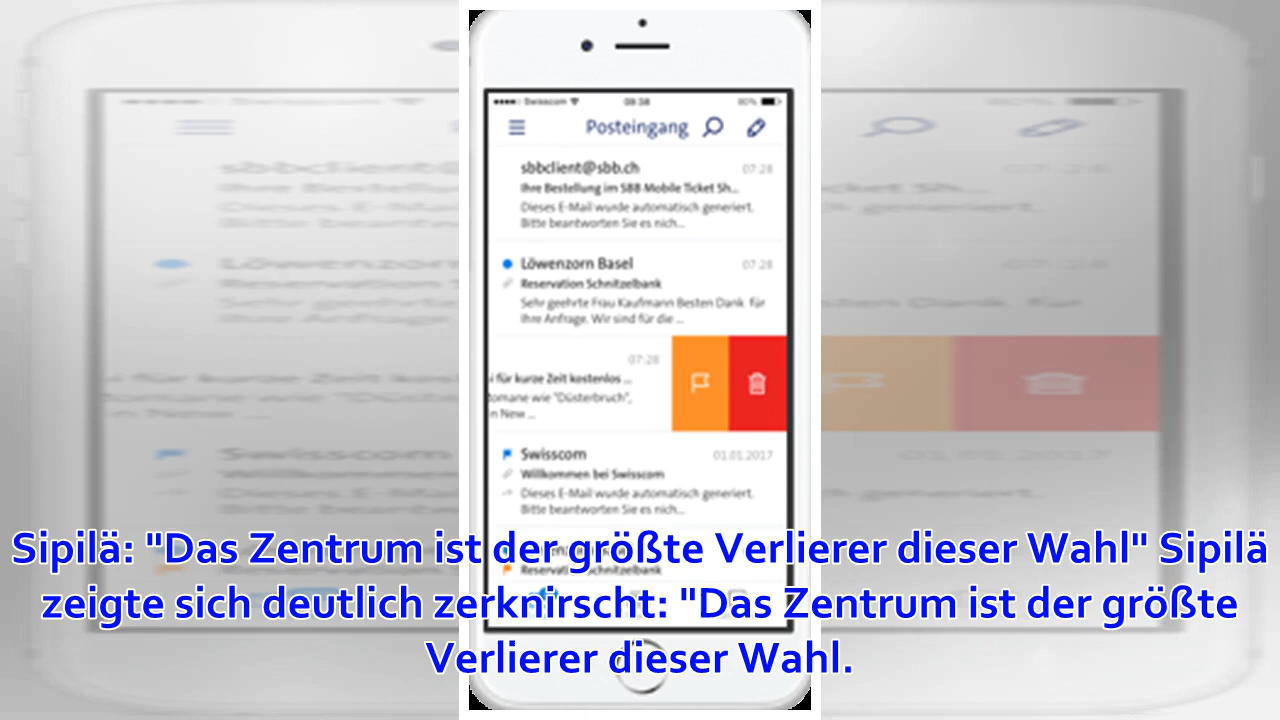 Swisscom 08:38 80%
Posteingang
sbbclient@sbb.ch 07:28
Ihre Bestellung im SBB Mobile Ticket Sh...
Dieses E-Mail wurde automatisch generiert.
Bitte beantworten Sie es nich...
Löwenzorn Basel 07:28
Reservation Schnitzelbank
Sehr geehrte Frau Kaufmann Besten Dank für
Ihre Anfrage. Wir sind für die ...
07:28
i für kurze Zeit kostenlos ...
tomane wie "Düsterbruch",
n New ...
Swisscom 01.01.2017
Willkommen bei Swisscom
Dieses E-Mail wurde automatisch generiert.
Bitte beantworten Sie es nich...
Sipilä: "Das Zentrum ist der größte Verlierer dieser Wahl" Sipilä
zeigte sich deutlich zerknirscht: "Das Zentrum ist der größte
Verlierer dieser Wahl.